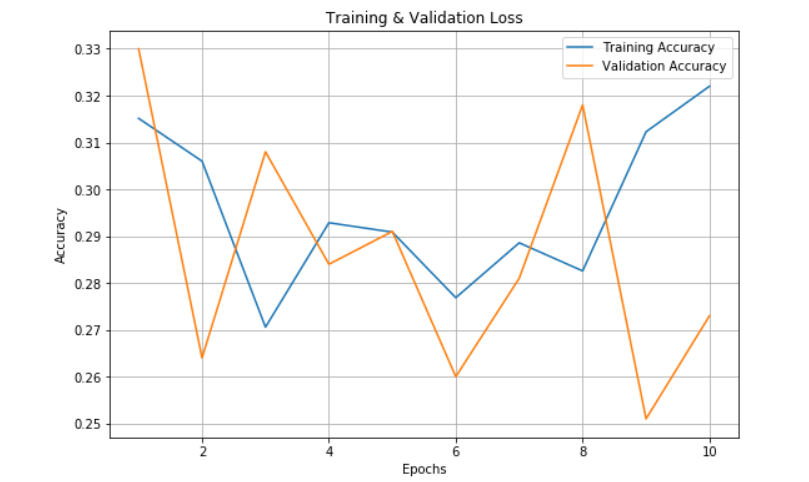 Training & Validation Loss
Training Accuracy
Validation Accuracy
0.33
0.32
0.31
0.30
0.29
0.28
0.27
0.26
0.25
Accuracy
2 4 6 8 10
Epochs